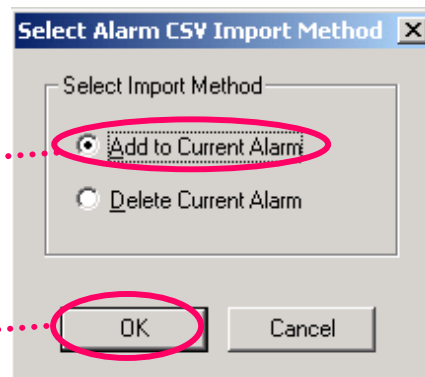 Select Alarm CSV Import Method
Select Import Method
Add to Current Alarm
Delete Current Alarm
OK Cancel